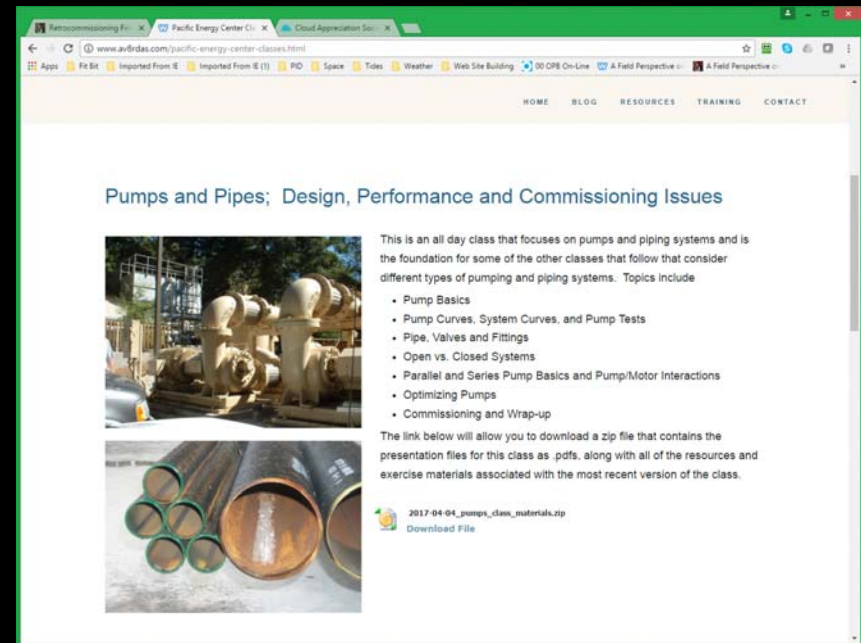 Retrocommissioning Fi
Pacific Energy Center Cl
Cloud Appreciation Soc
www.av8rdas.com/pacific-energy-center-classes.html
Apps Fit Bit Imported From IE Imported From IE (1) PID Space Tides Weather Web Site Building 00 OPB On-Line A Field Perspective o A Field Perspective o
HOME BLOG RESOURCES TRAINING CONTACT
Pumps and Pipes; Design, Performance and Commissioning Issues
This is an all day class that focuses on pumps and piping systems and is
the foundation for some of the other classes that follow that consider
different types of pumping and piping systems. Topics include
• Pump Basics
• Pump Curves, System Curves, and Pump Tests
• Pipe, Valves and Fittings
• Open vs. Closed Systems
• Parallel and Series Pump Basics and Pump/Motor Interactions
• Optimizing Pumps
• Commissioning and Wrap-up
The link below will allow you to download a zip file that contains the
presentation files for this class as .pdfs, along with all of the resources and
exercise materials associated with the most recent version of the class.
2017-04-04_pumps_class_materials.zip
Download File